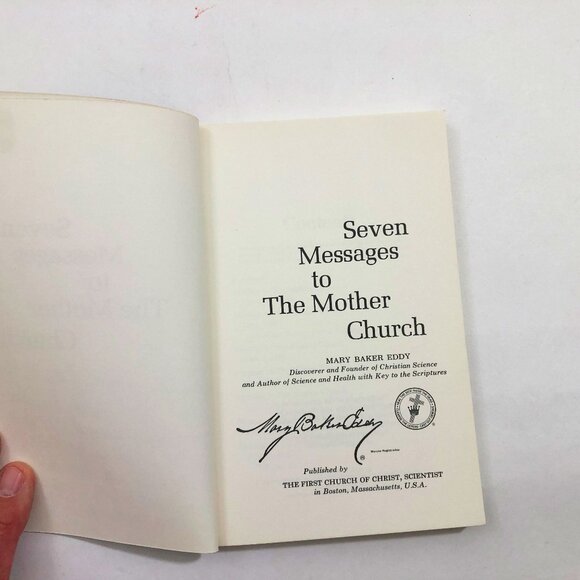 Seven
Messages
to
The Mother
Church
MARY BAKER EDDY
Discoverer and Founder of Christian Science
and Author of Science and Health with Key to the Scriptures
Mary Baker Eddy
®
Marcas Registradas
®
Published by
THE FIRST CHURCH OF CHRIST, SCIENTIST
in Boston, Massachusetts, U.S.A.